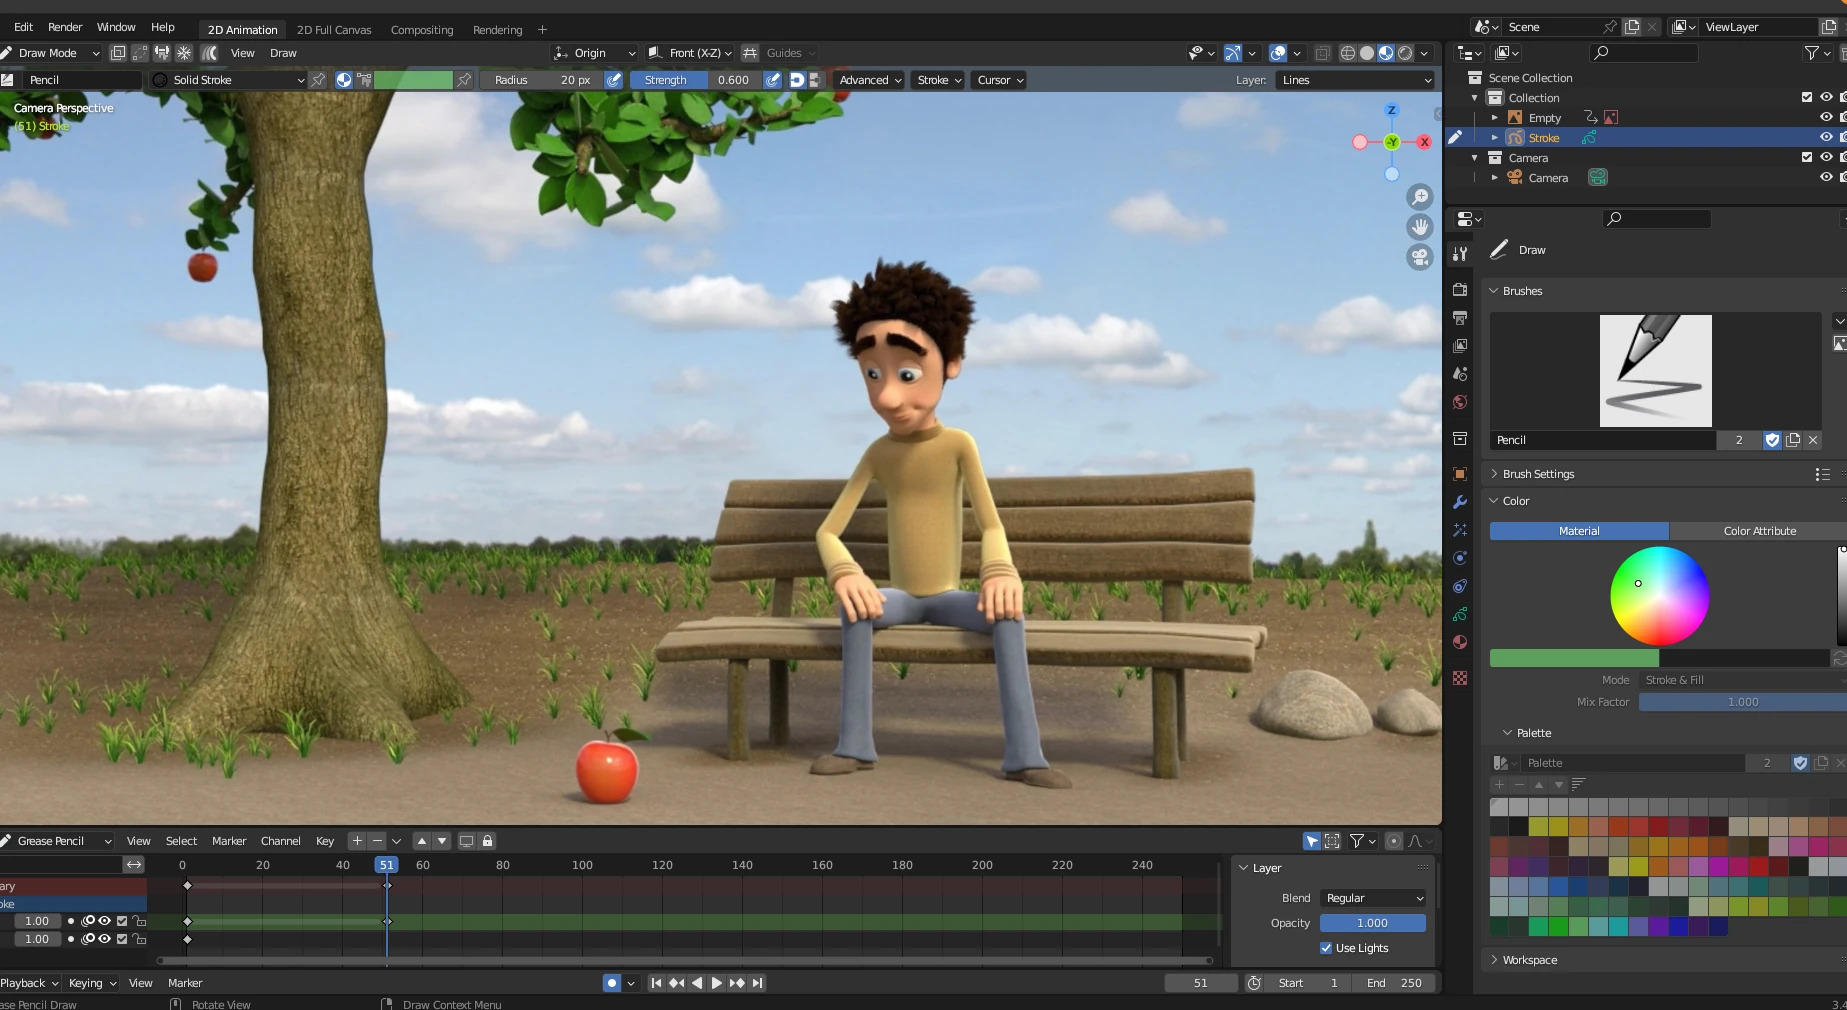 Edit Render Window Help 2D Animation 2D Full Canvas Compositing Rendering + Scene ViewLayer
Draw Mode View Draw Origin Front (X-Z) Guides
Pencil Solid Stroke Radius 20 px Strength 0.600 Advanced Stroke Cursor Layer: Lines
Camera Perspective
(51) Stroke
Z
-Y X
Scene Collection
Collection
Empty
Stroke
Camera
Camera
Draw
Brushes
Pencil 2
Brush Settings
Color
Material Color Attribute
Mode Stroke & Fill
Mix Factor 1.000
Palette
Palette 2
Workspace
Grease Pencil View Select Marker Channel Key
0 20 40 51 60 80 100 120 140 160 180 200 220 240
ary
oke
1.00
1.00
Layer
Blend Regular
Opacity 1.000
Use Lights
Playback Keying View Marker 51 Start 1 End 250
ase Pencil Draw Rotate View Draw Context Menu 3.4